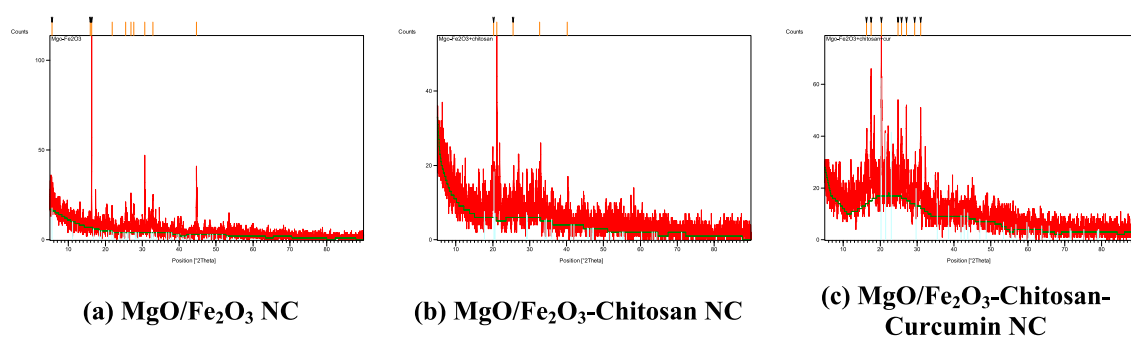 Counts
Mgo-Fe2O3
100
50
0
10 20 30 40 50 60 70 80
Position [°2Theta]
(a) MgO/Fe₂O₃ NC
Counts
Mgo-Fe2O3+chitosan
40
20
0
10 20 30 40 50 60 70 80
Position [°2Theta]
(b) MgO/Fe₂O₃-Chitosan NC
Counts
Mgo-Fe2O3+chitosan+cur
60
40
20
0
10 20 30 40 50 60 70 80
Position [°2Theta]
(c) MgO/Fe₂O₃-Chitosan-
Curcumin NC